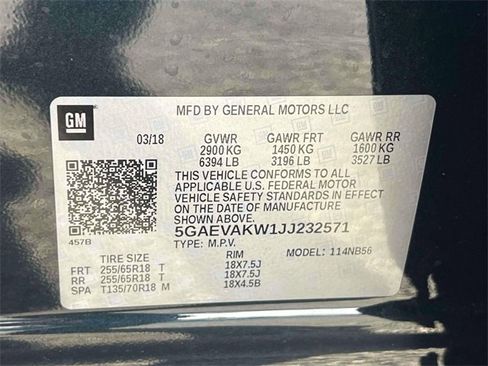 MFD BY GENERAL MOTORS LLC
GM
03/18 GVWR GAWR FRT GAWR RR
2900 KG 1450 KG 1600 KG
6394 LB 3196 LB 3527 LB
THIS VEHICLE CONFORMS TO ALL
APPLICABLE U.S. FEDERAL MOTOR
VEHICLE SAFETY STANDARDS IN EFFECT
ON THE DATE OF MANUFACTURE
SHOWN ABOVE.
5GAEVAKW1JJ232571
457B
TYPE: M.P.V. MODEL: 114NB56
TIRE SIZE RIM
FRT 255/65R18 T 18X7.5J
RR 255/65R18 T 18X7.5J
SPA T135/70R18 M 18X4.5B